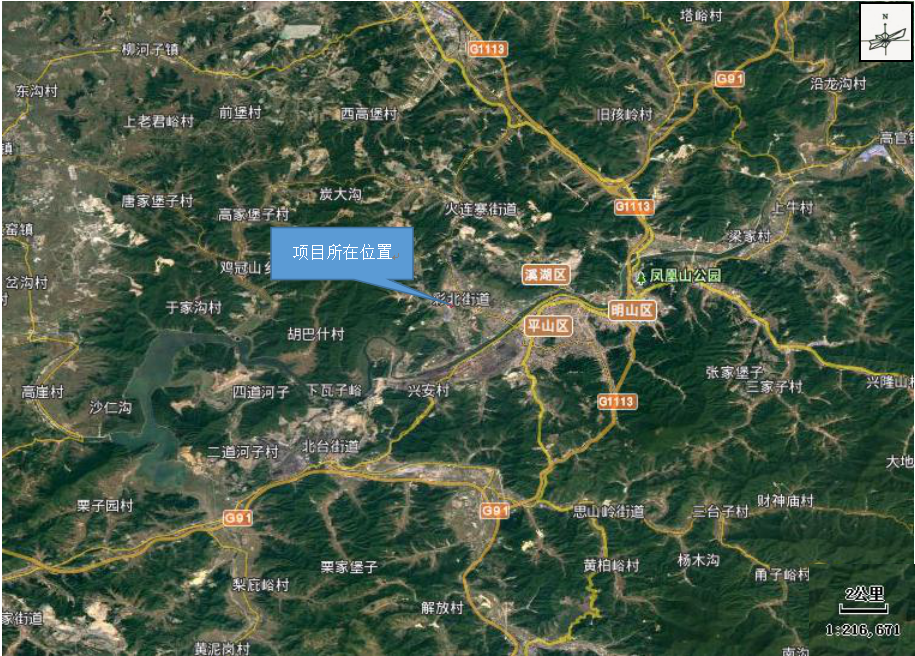 塔峪村
N
柳河子镇
G1113
G91
沿龙沟村
东沟村
前堡村
西高堡村
旧孩岭村
上老君峪村
高官镇
镇
炭大沟
唐家堡子村
高家堡子村
火连寨街道
G1113
上牛村
窑镇
梁家村
项目所在位置
鸡冠山乡
溪湖区
凤凰山公园
岔沟村
村
彩北街道
于家沟村
明山区
平山区
胡巴什村
张家堡子
兴隆山村
三家子村
高崖村
四道河子
下瓦子峪
兴安村
沙仁沟
G1113
二道河子村
北台街道
大地
栗子园村
财神庙村
G91
G91
思山岭街道
三台子村
杨木沟
黄柏峪村
甬子峪村
栗家堡子
梨庇峪村
2公里
解放村
家街道
1:216,671
黄泥岗村
南沟